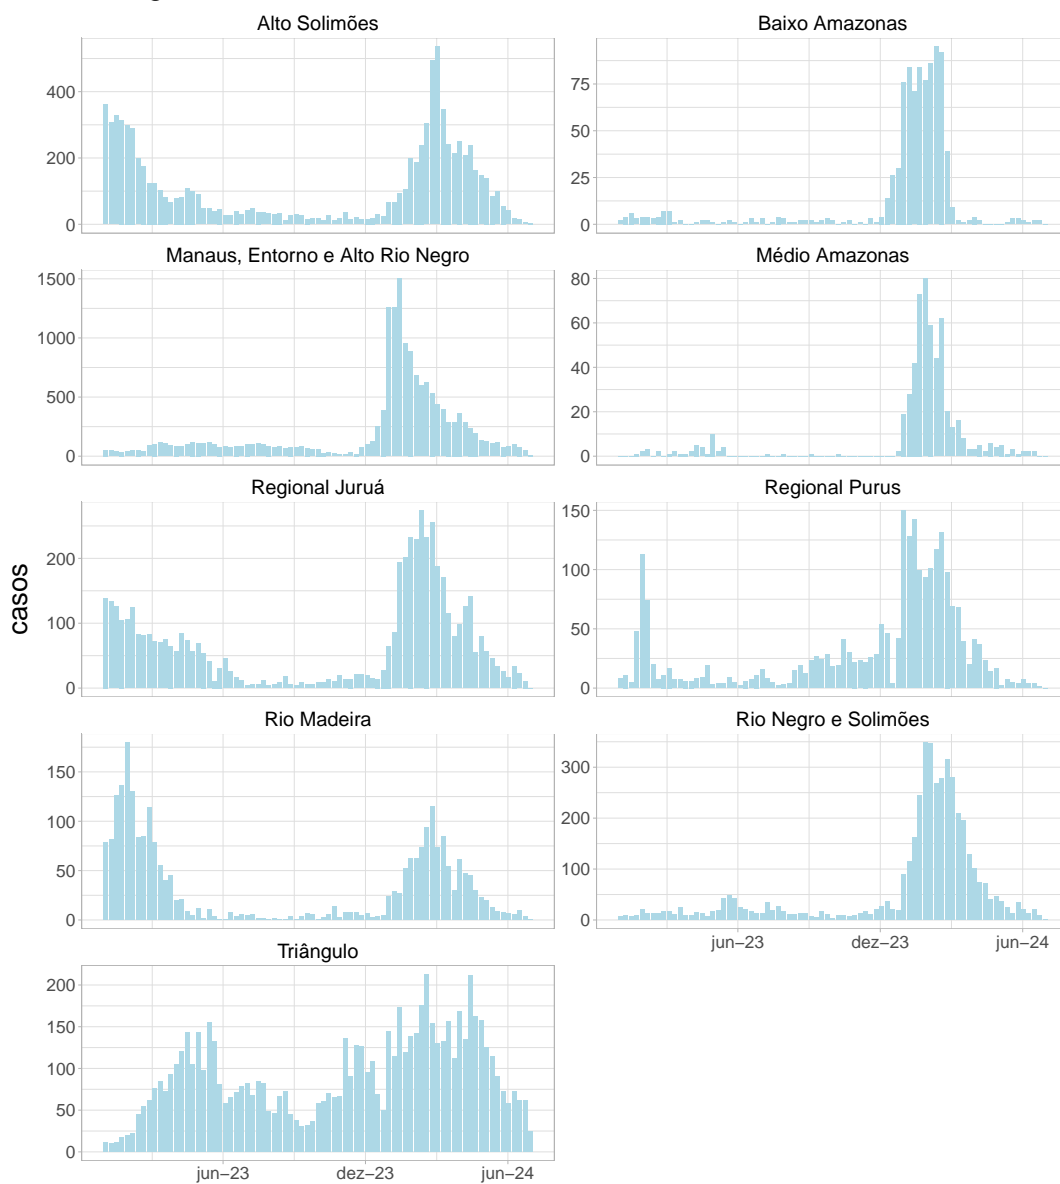 Alto Solimões
Baixo Amazonas
400
200
0
75
50
25
0
Manaus, Entorno e Alto Rio Negro
Médio Amazonas
1500
1000
500
0
80
60
40
20
0
Regional Juruá
Regional Purus
200
100
0
150
100
50
0
casos
Rio Madeira
Rio Negro e Solimões
150
100
50
0
300
200
100
0
jun−23
dez−23
jun−24
Triângulo
200
150
100
50
0
jun−23
dez−23
jun−24